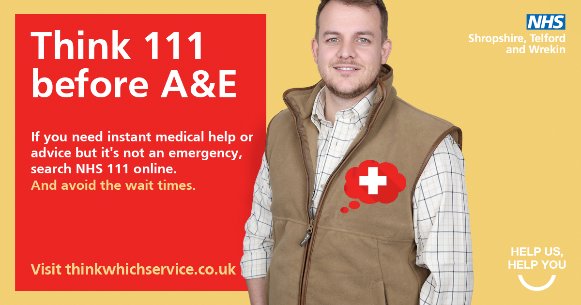 Think 111
before A&E
If you need instant medical help or
advice but it's not an emergency,
search NHS 111 online.
And avoid the wait times.
Visit thinkwhichservice.co.uk
NHS
Shropshire, Telford
and Wrekin
HELP US,
HELP YOU